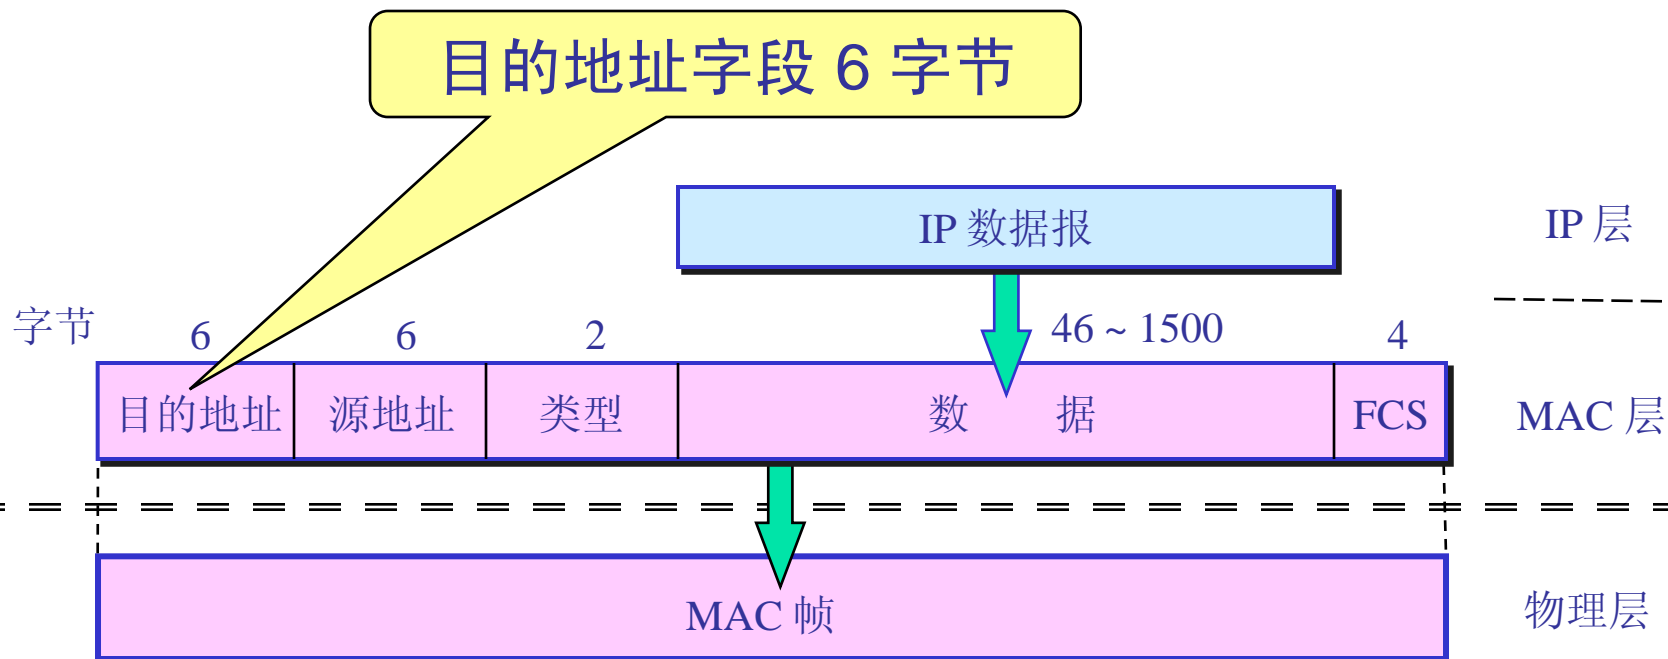 目的地址字段 6 字节
IP 数据报
IP 层
字节
6
6
2
46 ~ 1500
4
目的地址
源地址
类型
数 据
FCS
MAC 层
MAC 帧
物理层